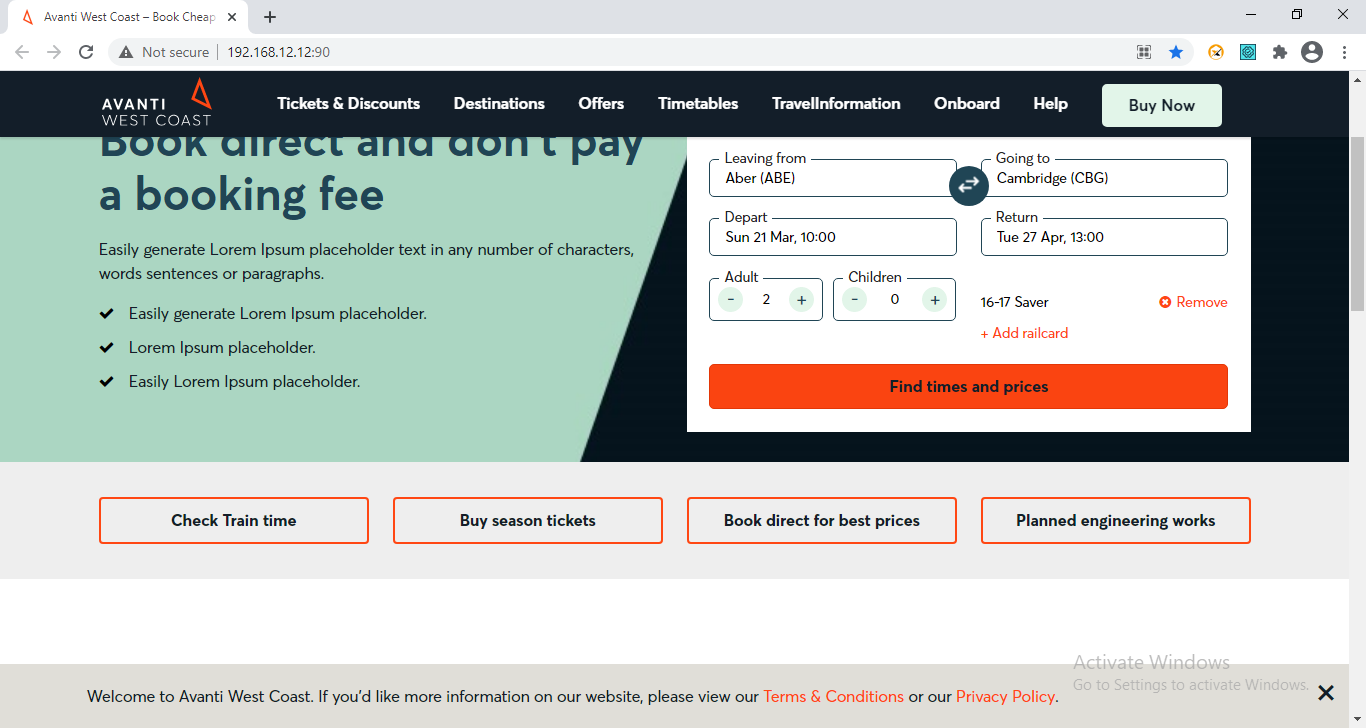 Avanti West Coast – Book Cheap
Not secure
192.168.12.12:90
AVANTI
WEST COAST
Tickets & Discounts
Destinations
Offers
Timetables
TravelInformation
Onboard
Help
Buy Now
Book direct and don't pay
a booking fee
Easily generate Lorem Ipsum placeholder text in any number of characters,
words sentences or paragraphs.
Easily generate Lorem Ipsum placeholder.
Lorem Ipsum placeholder.
Easily Lorem Ipsum placeholder.
Leaving from
Aber (ABE)
Going to
Cambridge (CBG)
Depart
Sun 21 Mar, 10:00
Return
Tue 27 Apr, 13:00
Adult
- 2 +
Children
- 0 +
16-17 Saver
Remove
+ Add railcard
Find times and prices
Check Train time
Buy season tickets
Book direct for best prices
Planned engineering works
Activate Windows
Go to Settings to activate Windows.
Welcome to Avanti West Coast. If you'd like more information on our website, please view our Terms & Conditions or our Privacy Policy.